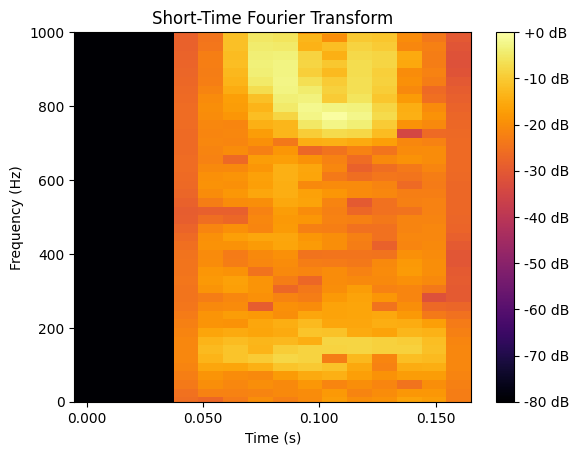 Short-Time Fourier Transform
1000
800
600
400
200
0
Frequency (Hz)
0.000
0.050
0.100
0.150
Time (s)
+0 dB
-10 dB
-20 dB
-30 dB
-40 dB
-50 dB
-60 dB
-70 dB
-80 dB